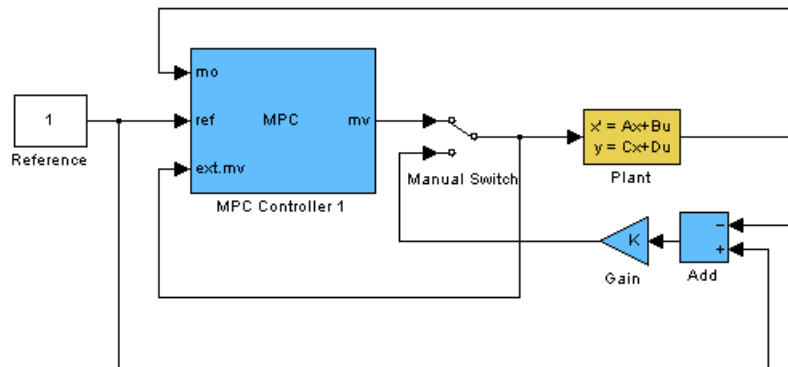 mo
1
ref
MPC
mv
x' = Ax+Bu
y = Cx+Du
Reference
ext.mv
Manual Switch
Plant
MPC Controller 1
K
−
+
Gain
Add